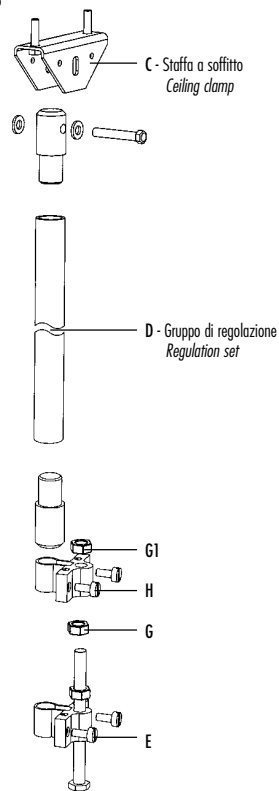 C - Staffa a soffitto
Ceiling clamp
D - Gruppo di regolazione
Regulation set
G1
H
G
E